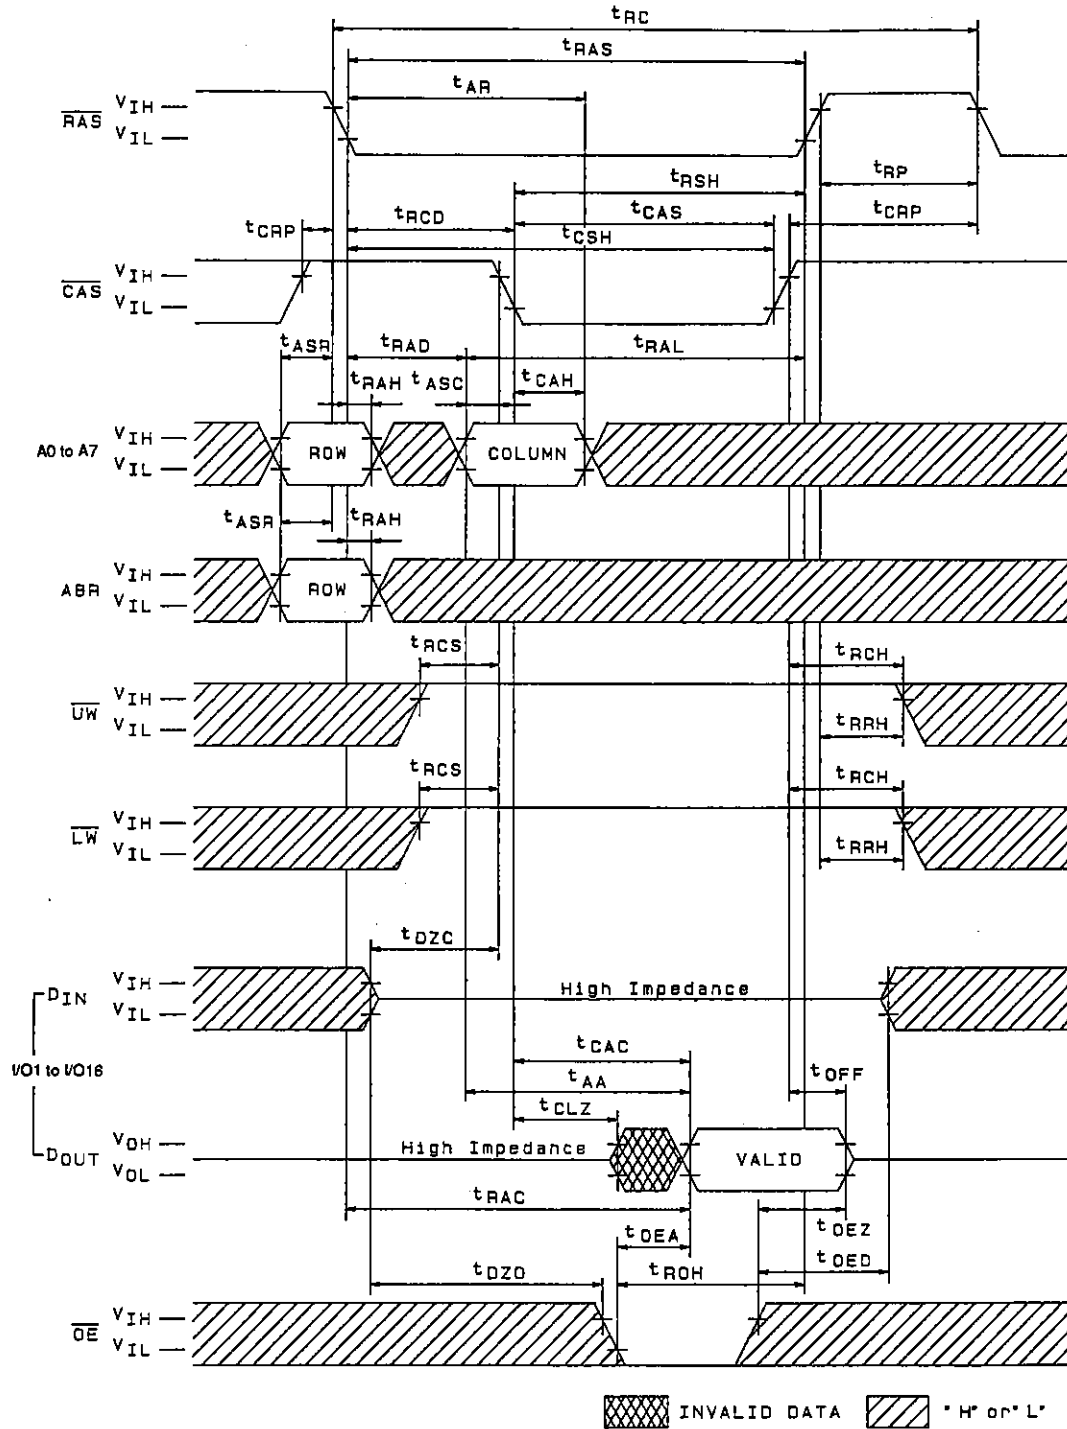 tRC
tRAS
tAR
RAS VIH
VIL
tRP
tRSH
tCRP tRCD tCAS tCRP
tCSH
CAS VIH
VIL
tASR tRAD tRAL
tRAH tASC tCAH
A0 to A7 VIH
VIL
ROW COLUMN
tASR tRAH
A8R VIH
VIL
ROW
tRCS tRCH
UW VIH
VIL
tRRH
tRCS tRCH
LW VIH
VIL
tRRH
tDZC
DIN VIH
VIL
High Impedance
I/O1 to I/O16
tCAC
tAA tOFF
tCLZ
DOUT VOH
VOL
High Impedance VALID
tRAC
tOEA tOEZ
tDZO tROH tOED
OE VIH
VIL
INVALID DATA "H" or "L"